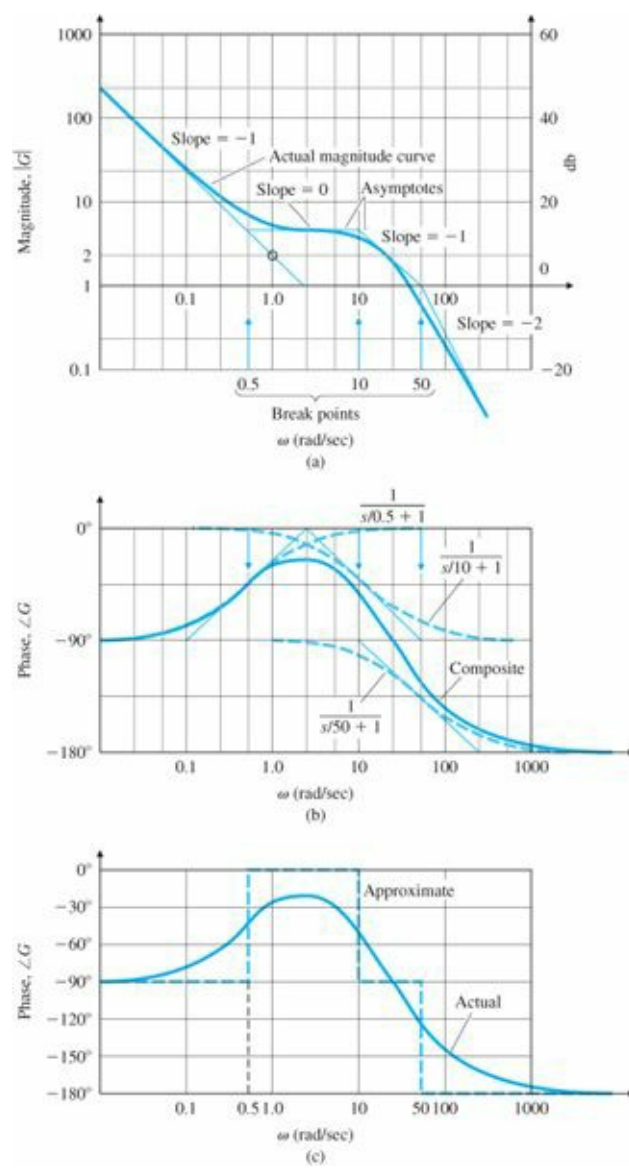 1000
60
100
40
Slope = −1
Actual magnitude curve
Slope = 0
Asymptotes
Magnitude, |G|
db
10
20
Slope = −1
2
0
1
0.1
1.0
10
100
Slope = −2
0.1
−20
0.5
10
50
Break points
ω (rad/sec)
(a)
0°
1
s/0.5 + 1
1
s/10 + 1
Phase, ∠G
−90°
Composite
1
s/50 + 1
−180°
0.1
1.0
10
100
1000
ω (rad/sec)
(b)
0°
Approximate
−30°
−60°
Phase, ∠G
−90°
Actual
−120°
−150°
−180°
0.1
0.5 1.0
10
50 100
1000
ω (rad/sec)
(c)